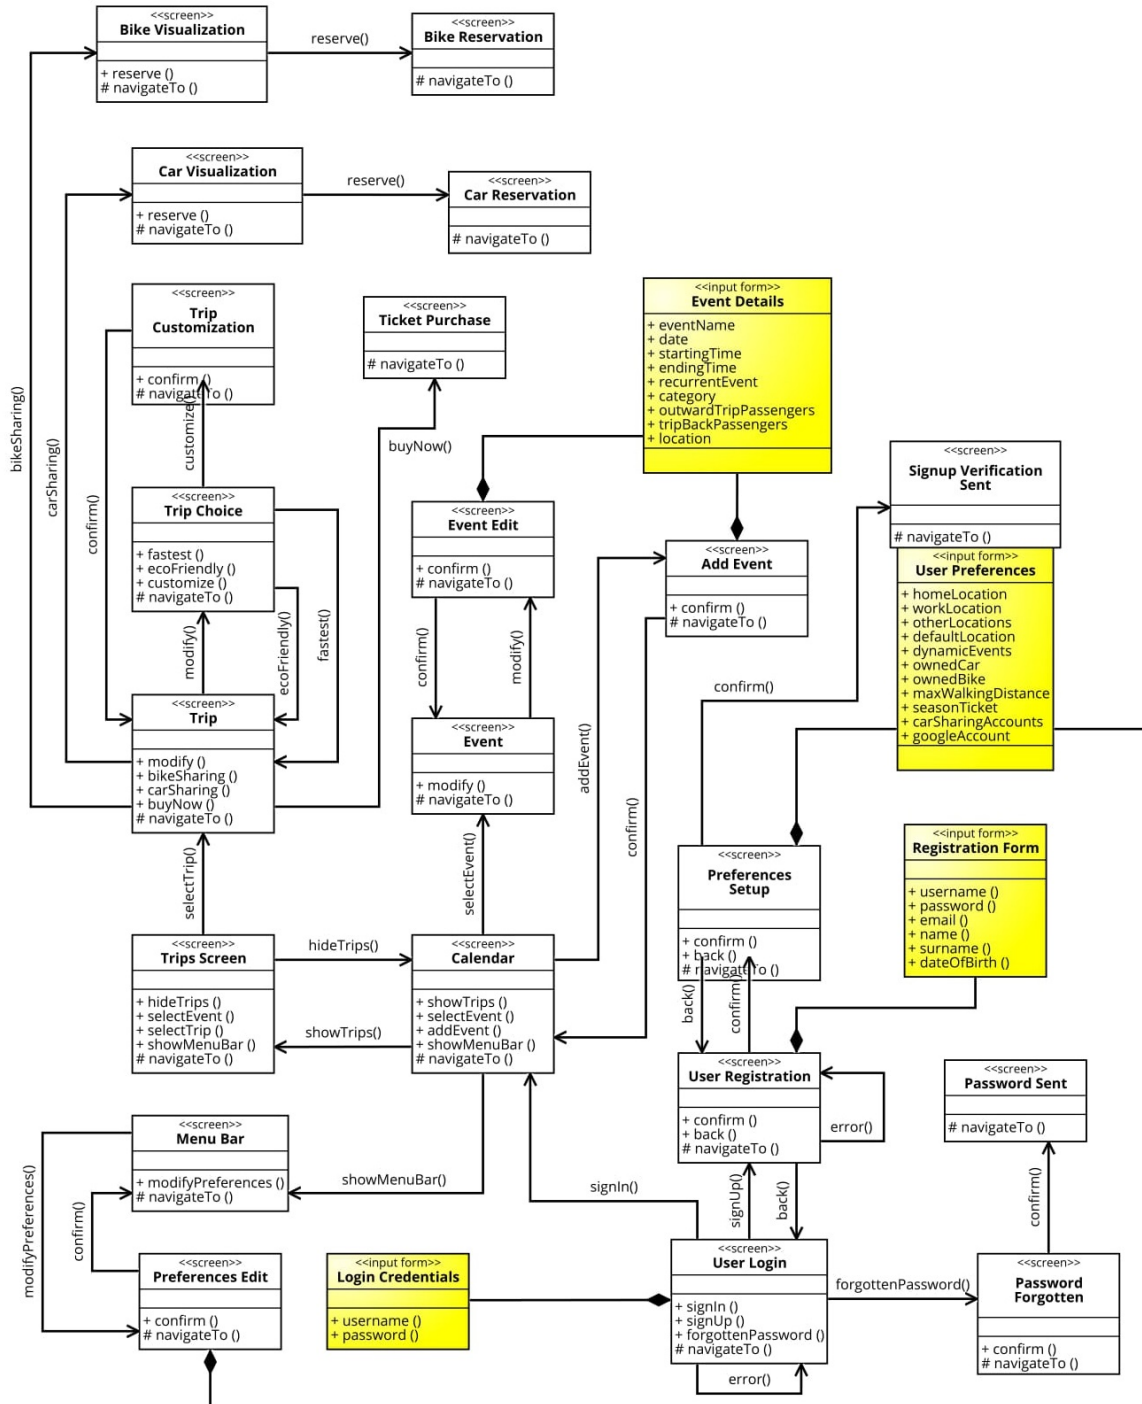 <<screen>>
Bike Visualization
+ reserve ()
# navigateTo ()
reserve()
<<screen>>
Bike Reservation
# navigateTo ()
<<screen>>
Car Visualization
+ reserve ()
# navigateTo ()
reserve()
<<screen>>
Car Reservation
# navigateTo ()
<<screen>>
Trip
Customization
+ confirm ()
# navigateTo ()
<<screen>>
Ticket Purchase
# navigateTo ()
<<input form>>
Event Details
+ eventName
+ date
+ startingTime
+ endingTime
+ recurrentEvent
+ category
+ outwardTripPassengers
+ tripBackPassengers
+ location
bikeSharing()
carSharing()
confirm()
customize()
buyNow()
<<screen>>
Signup Verification
Sent
# navigateTo ()
<<screen>>
Trip Choice
+ fastest ()
+ ecoFriendly ()
+ customize ()
# navigateTo ()
<<screen>>
Event Edit
+ confirm ()
# navigateTo ()
<<screen>>
Add Event
+ confirm ()
# navigateTo ()
<<input form>>
User Preferences
+ homeLocation
+ workLocation
+ otherLocations
+ defaultLocation
+ dynamicEvents
+ ownedCar
+ ownedBike
+ maxWalkingDistance
+ seasonTicket
+ carSharingAccounts
+ googleAccount
modify()
ecoFriendly()
fastest()
confirm()
modify()
confirm()
<<screen>>
Trip
+ modify ()
+ bikeSharing ()
+ carSharing ()
+ buyNow ()
# navigateTo ()
<<screen>>
Event
+ modify ()
# navigateTo ()
addEvent()
confirm()
selectTrip()
selectEvent()
<<screen>>
Preferences
Setup
+ confirm ()
+ back ()
# navigateTo ()
<<input form>>
Registration Form
+ username ()
+ password ()
+ email ()
+ name ()
+ surname ()
+ dateOfBirth ()
<<screen>>
Trips Screen
+ hideTrips()
+ selectEvent()
+ selectTrip()
+ showMenuBar()
# navigateTo ()
hideTrips()
showTrips()
<<screen>>
Calendar
+ showTrips()
+ selectEvent()
+ addEvent()
+ showMenuBar()
# navigateTo ()
back()
confirm()
<<screen>>
User Registration
+ confirm ()
+ back ()
# navigateTo ()
error()
<<screen>>
Password Sent
# navigateTo ()
<<screen>>
Menu Bar
+ modifyPreferences ()
# navigateTo ()
showMenuBar()
signIn()
signUp()
back()
confirm()
modifyPreferences()
confirm()
<<screen>>
Preferences Edit
+ confirm ()
# navigateTo ()
<<input form>>
Login Credentials
+ username ()
+ password ()
<<screen>>
User Login
+ signIn ()
+ signUp ()
+ forgottenPassword ()
# navigateTo ()
error()
forgottenPassword()
<<screen>>
Password
Forgotten
+ confirm ()
# navigateTo ()